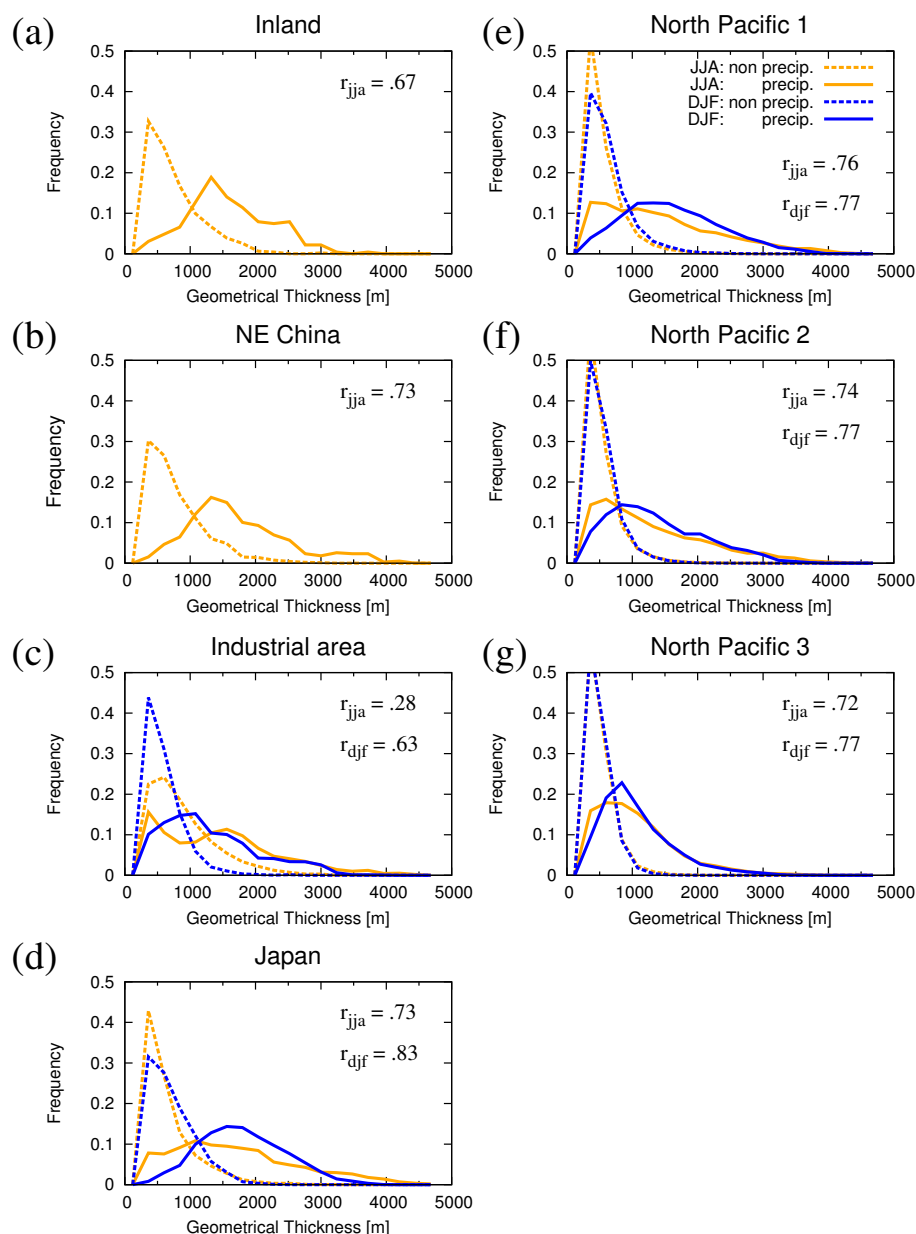 (a)
Inland
0.5
0.4
0.3
0.2
0.1
0
Frequency
r_jja = .67
0 1000 2000 3000 4000 5000
Geometrical Thickness [m]
(b)
NE China
0.5
0.4
0.3
0.2
0.1
0
Frequency
r_jja = .73
0 1000 2000 3000 4000 5000
Geometrical Thickness [m]
(c)
Industrial area
0.5
0.4
0.3
0.2
0.1
0
Frequency
r_jja = .28
r_djf = .63
0 1000 2000 3000 4000 5000
Geometrical Thickness [m]
(d)
Japan
0.5
0.4
0.3
0.2
0.1
0
Frequency
r_jja = .73
r_djf = .83
0 1000 2000 3000 4000 5000
Geometrical Thickness [m]
(e)
North Pacific 1
0.5
0.4
0.3
0.2
0.1
0
Frequency
JJA: non precip.
JJA: precip.
DJF: non precip.
DJF: precip.
r_jja = .76
r_djf = .77
0 1000 2000 3000 4000 5000
Geometrical Thickness [m]
(f)
North Pacific 2
0.5
0.4
0.3
0.2
0.1
0
Frequency
r_jja = .74
r_djf = .77
0 1000 2000 3000 4000 5000
Geometrical Thickness [m]
(g)
North Pacific 3
0.5
0.4
0.3
0.2
0.1
0
Frequency
r_jja = .72
r_djf = .77
0 1000 2000 3000 4000 5000
Geometrical Thickness [m]